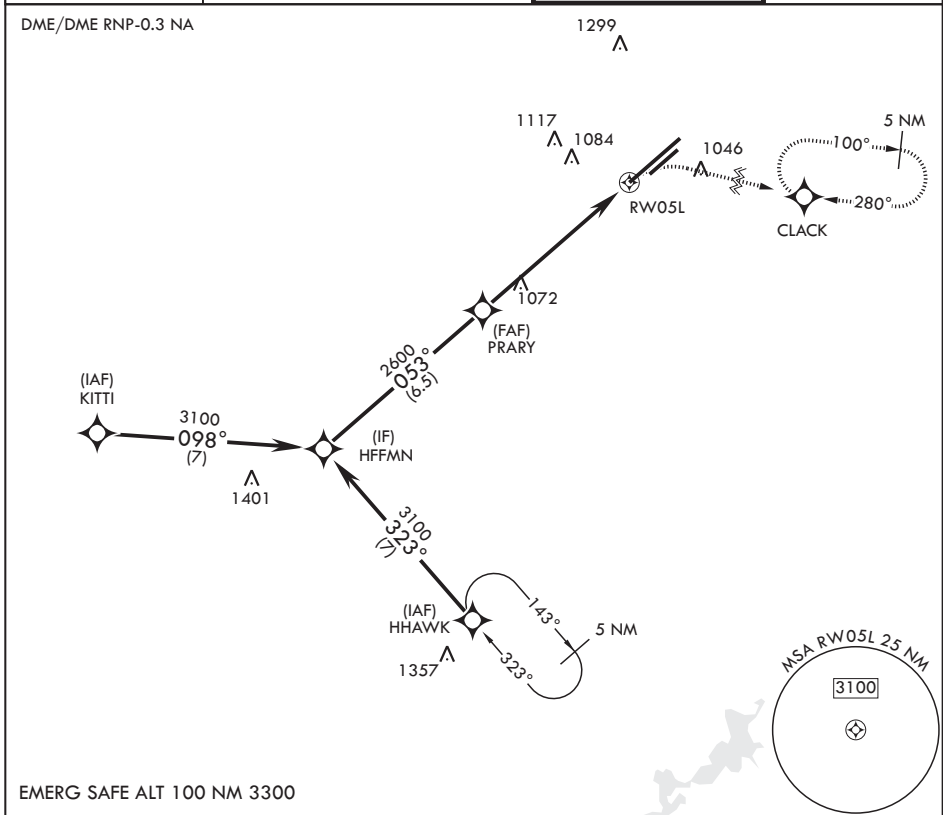 DME/DME RNP-0.3 NA
1299
1117
1084
1046
5 NM
100°
280°
RW05L
CLACK
1072
(FAF)
PRARY
2600
053°
(6.5)
(IAF)
KITTI
3100
098°
(7)
(IF)
HFFMN
1401
3100
323°
(7)
(IAF)
HHAWK
143°
5 NM
323°
1357
MSA RW05L 25 NM
3100
EMERG SAFE ALT 100 NM 3300